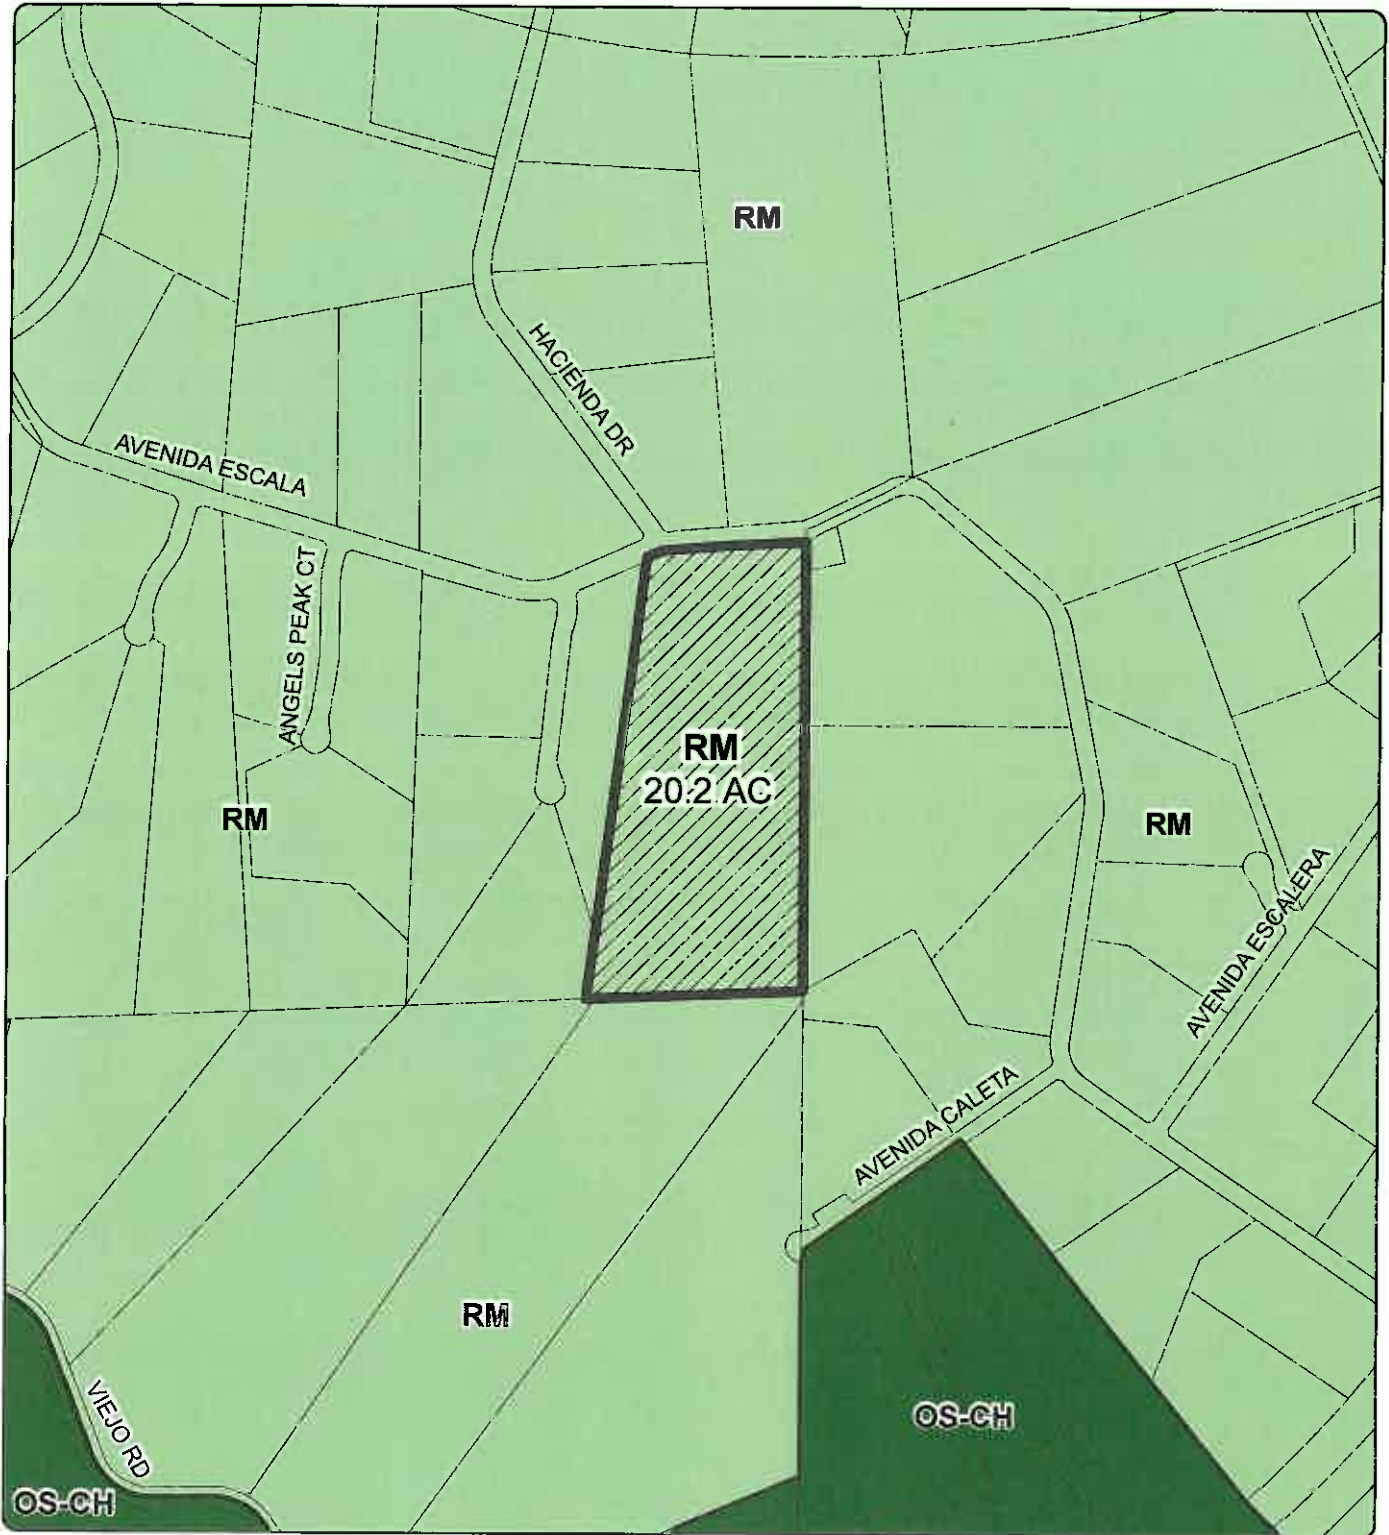 RM
HACIENDA DR
AVENIDA ESCALA
ANGELS PEAK CT
RM
20.2 AC
RM
RM
AVENIDA ESCALERA
AVENIDA CALETA
RM
VIEJO RD
OS-CH
OS-CH